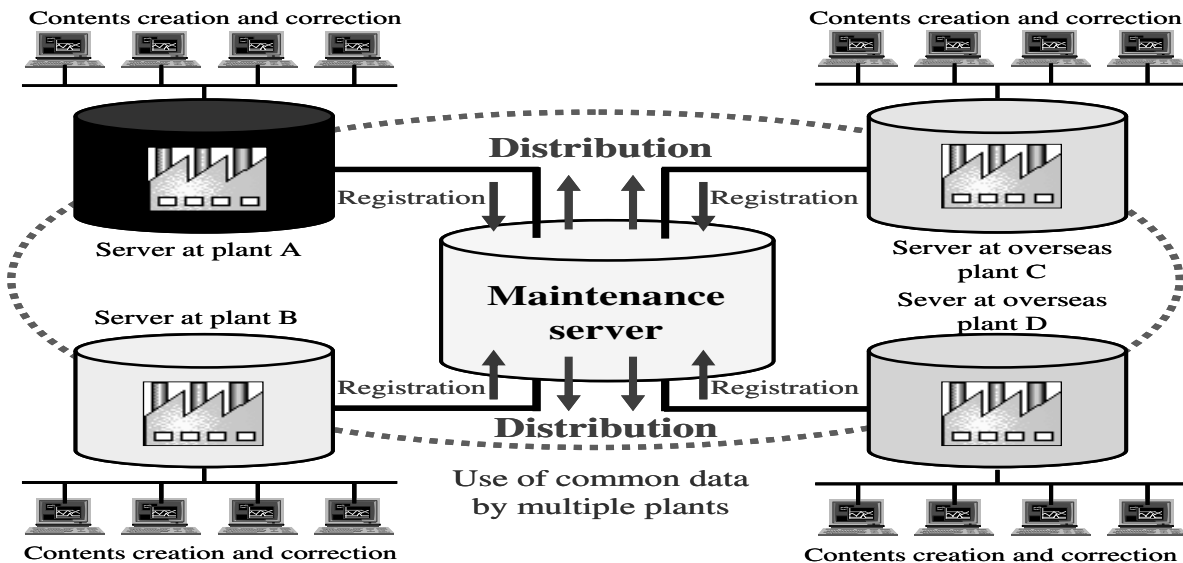 Contents creation and correction
Contents creation and correction
Distribution
Registration
Registration
Server at plant A
Server at overseas
plant C
Maintenance
server
Server at plant B
Sever at overseas
plant D
Registration
Registration
Distribution
Use of common data
by multiple plants
Contents creation and correction
Contents creation and correction